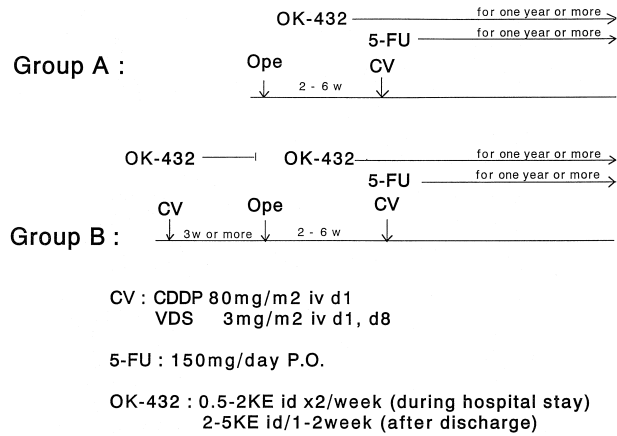 OK-432 for one year or more
5-FU for one year or more
Group A : Ope 2 - 6 w CV
OK-432 OK-432 for one year or more
5-FU for one year or more
CV Ope CV
Group B : 3w or more 2 - 6 w
CV : CDDP 80mg/m2 iv d1
VDS 3mg/m2 iv d1, d8
5-FU : 150mg/day P.O.
OK-432 : 0.5-2KE id x2/week (during hospital stay)
2-5KE id/1-2week (after discharge)